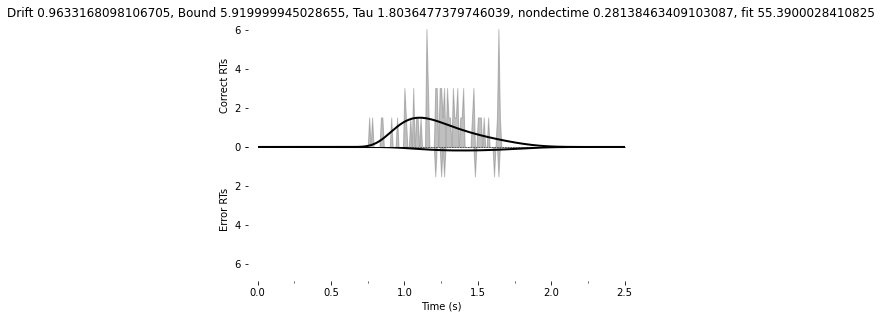 Drift 0.9633168098106705, Bound 5.919999945028655, Tau 1.8036477379746039, nondectime 0.28138463409103087, fit 55.3900028410825
6
4
Correct RTs
2
0
2
Error RTs
4
6
0.0 0.5 1.0 1.5 2.0 2.5
Time (s)